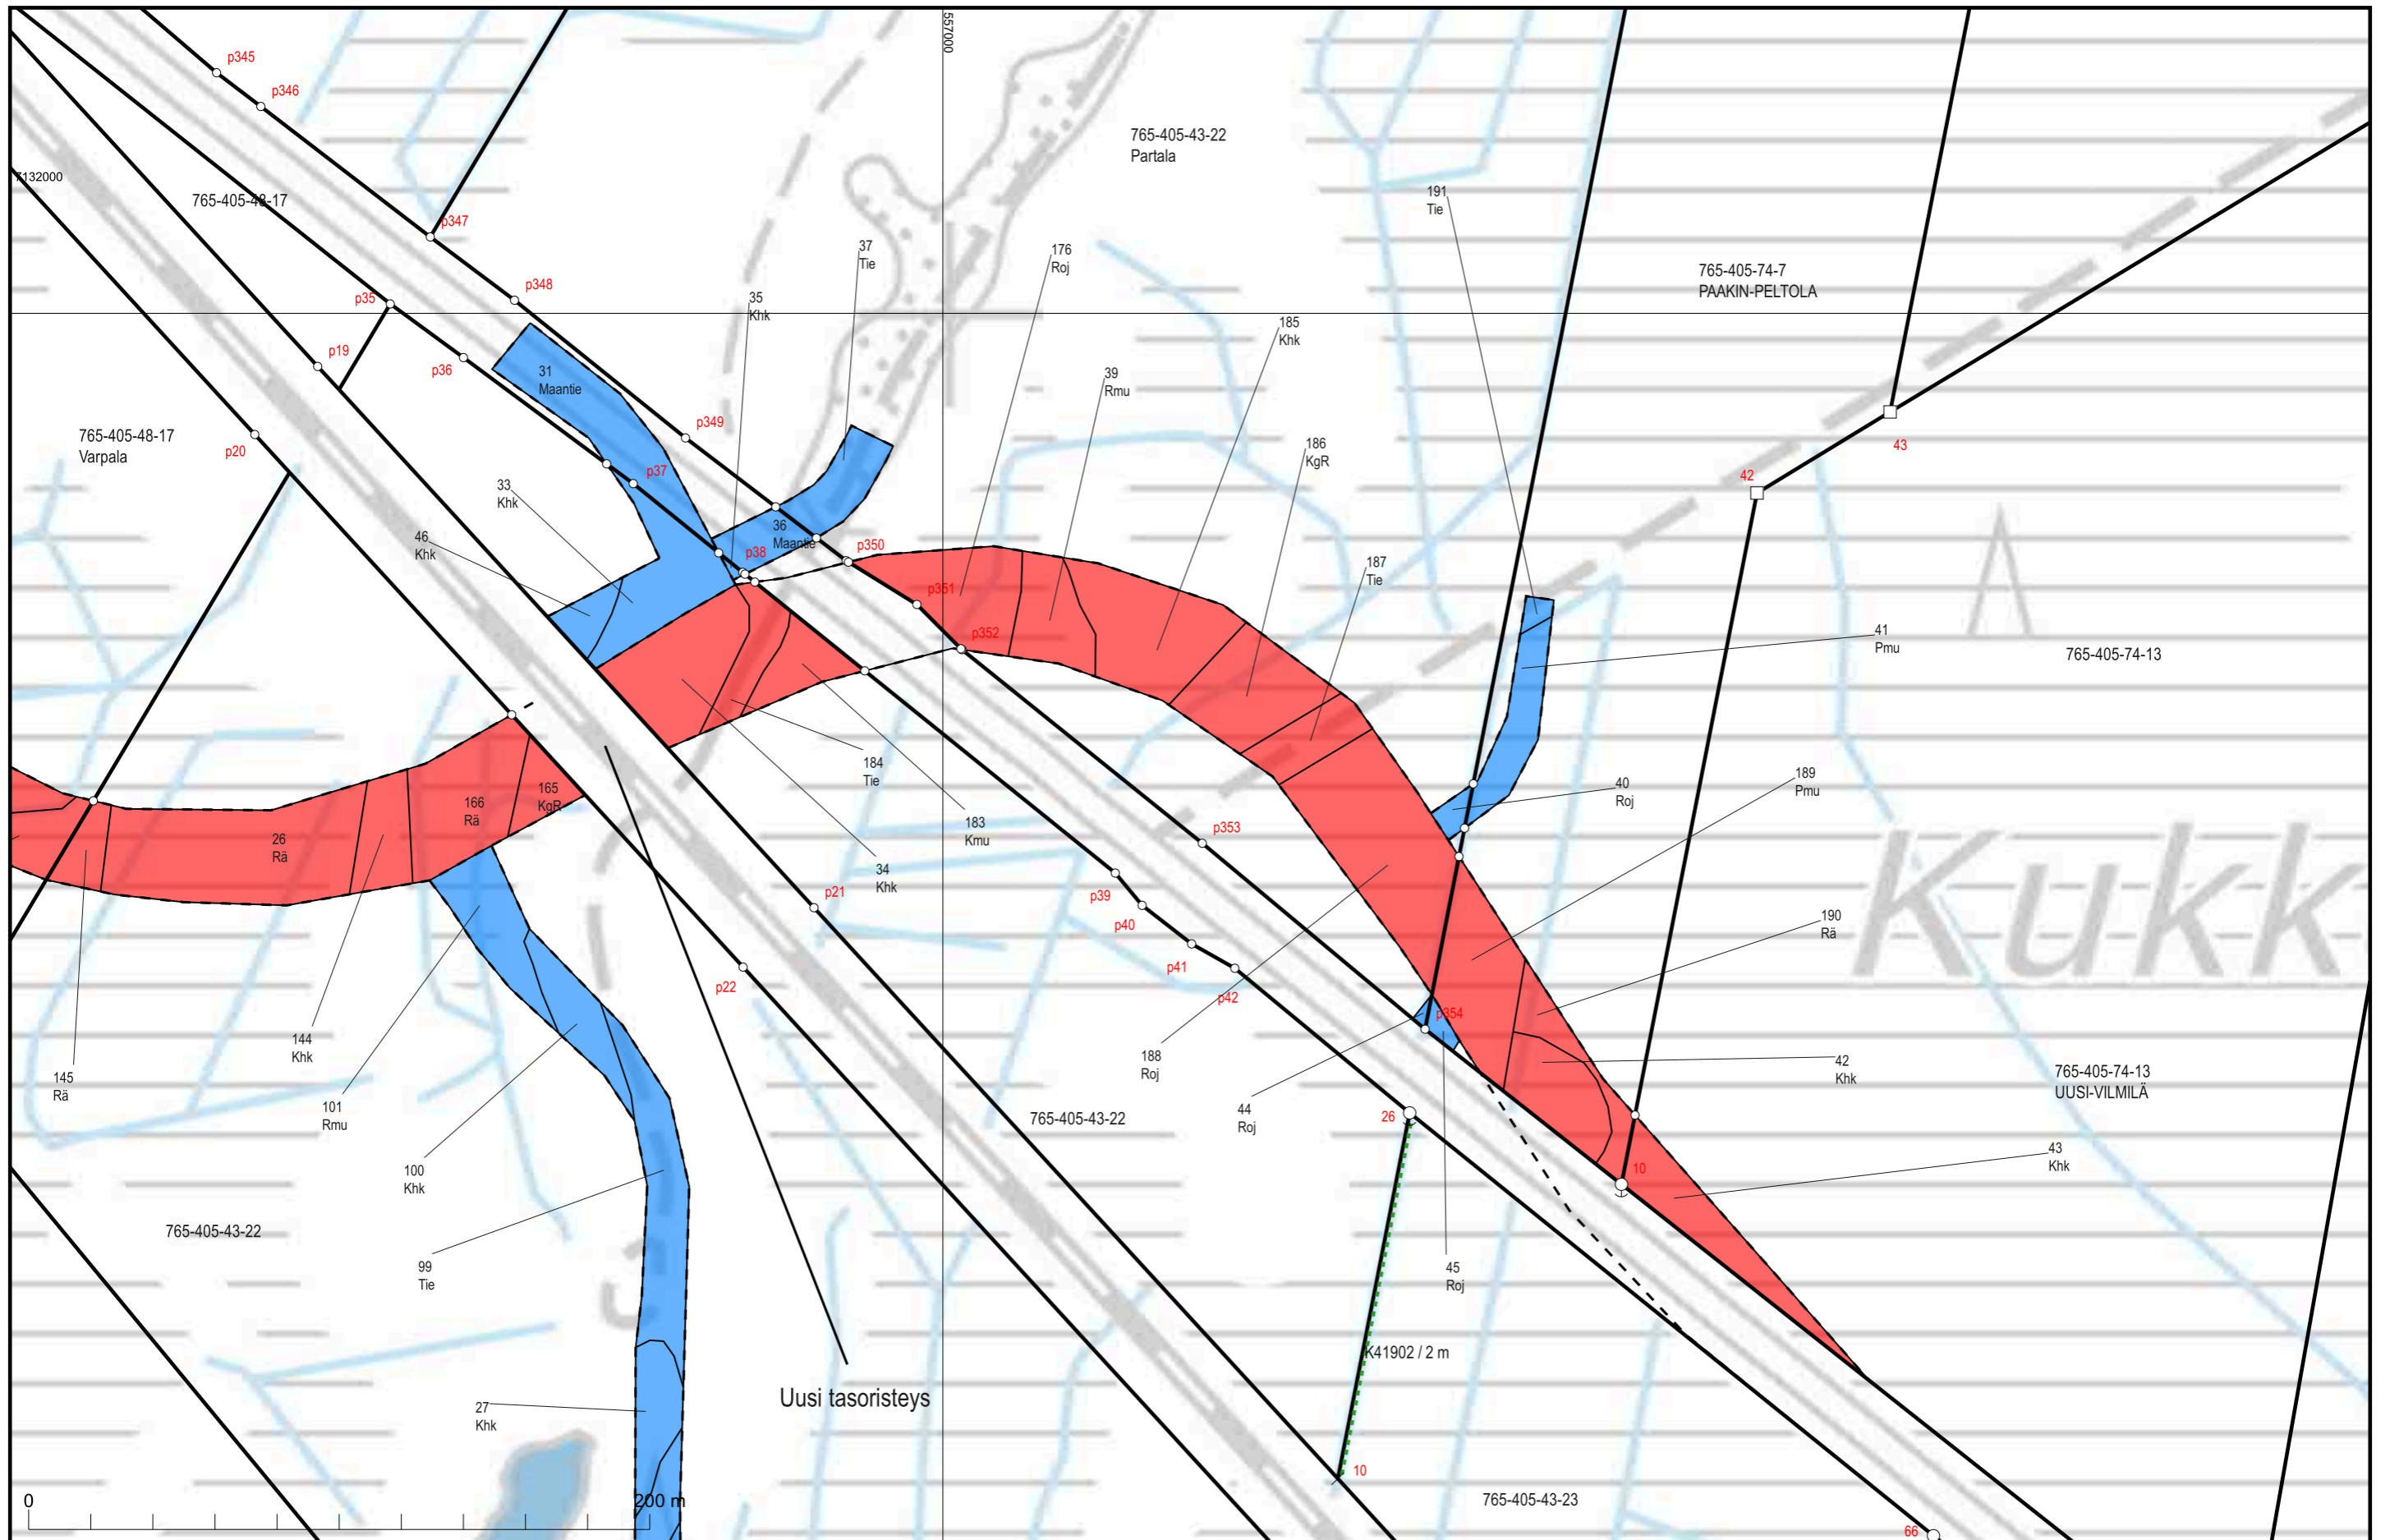 557000
p345
p346
765-405-43-22
Partala
7132000
765-405-48-17
191
Tie
p347
37
Tie
176
Roj
765-405-74-7
PAAKIN-PELTOLA
p35
p348
35
Khk
185
Khk
p19
p36
31
Maantie
39
Rmu
765-405-48-17
Varpala
p20
p349
186
KgR
43
42
p37
33
Khk
46
Khk
36
Maantie
p38
p350
187
Tie
p351
p352
41
Pmu
765-405-74-13
184
Tie
40
Roj
189
Pmu
165
KgR
166
Rä
26
Rä
183
Kmu
p353
34
Khk
p21
p39
p40
190
Rä
Kukk
p41
p22
p42
p354
144
Khk
188
Roj
42
Khk
145
Rä
101
Rmu
44
Roj
765-405-43-22
26
765-405-74-13
UUSI-VILMILÄ
100
Khk
10
43
Khk
765-405-43-22
99
Tie
45
Roj
K41902 / 2 m
Uusi tasoristeys
27
Khk
10
0
200 m
765-405-43-23
66